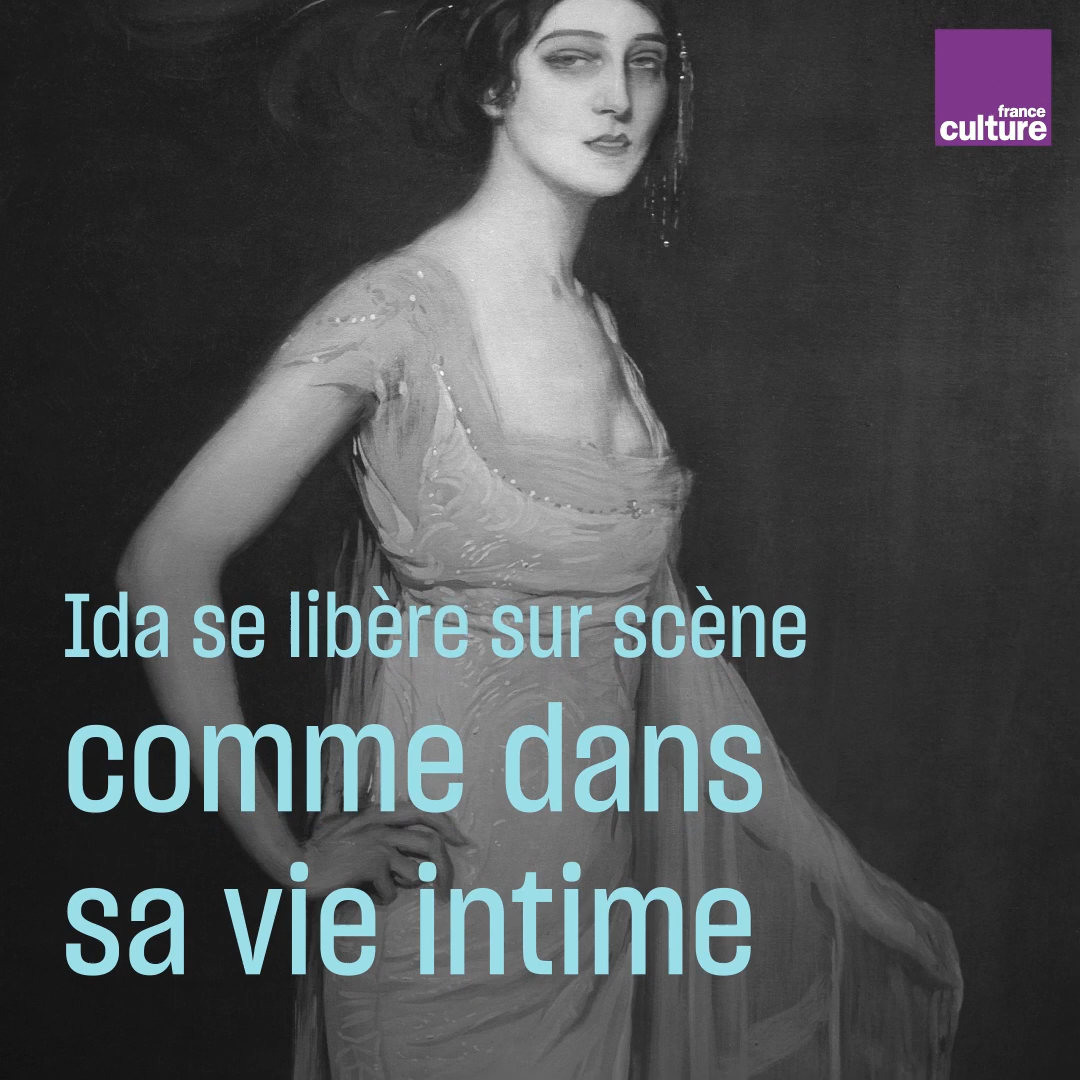 france
culture
Ida se libère sur scène
comme dans
sa vie intime